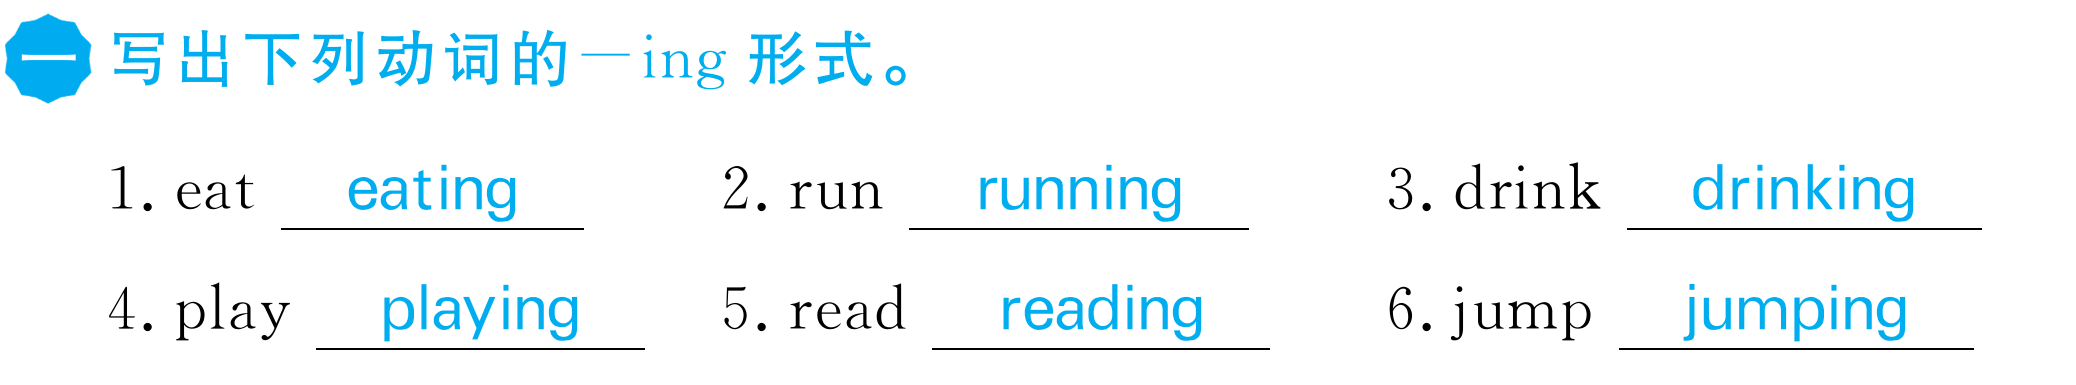 一 写出下列动词的－ing 形式。
1. eat eating 2. run running 3. drink drinking
4. play playing 5. read reading 6. jump jumping